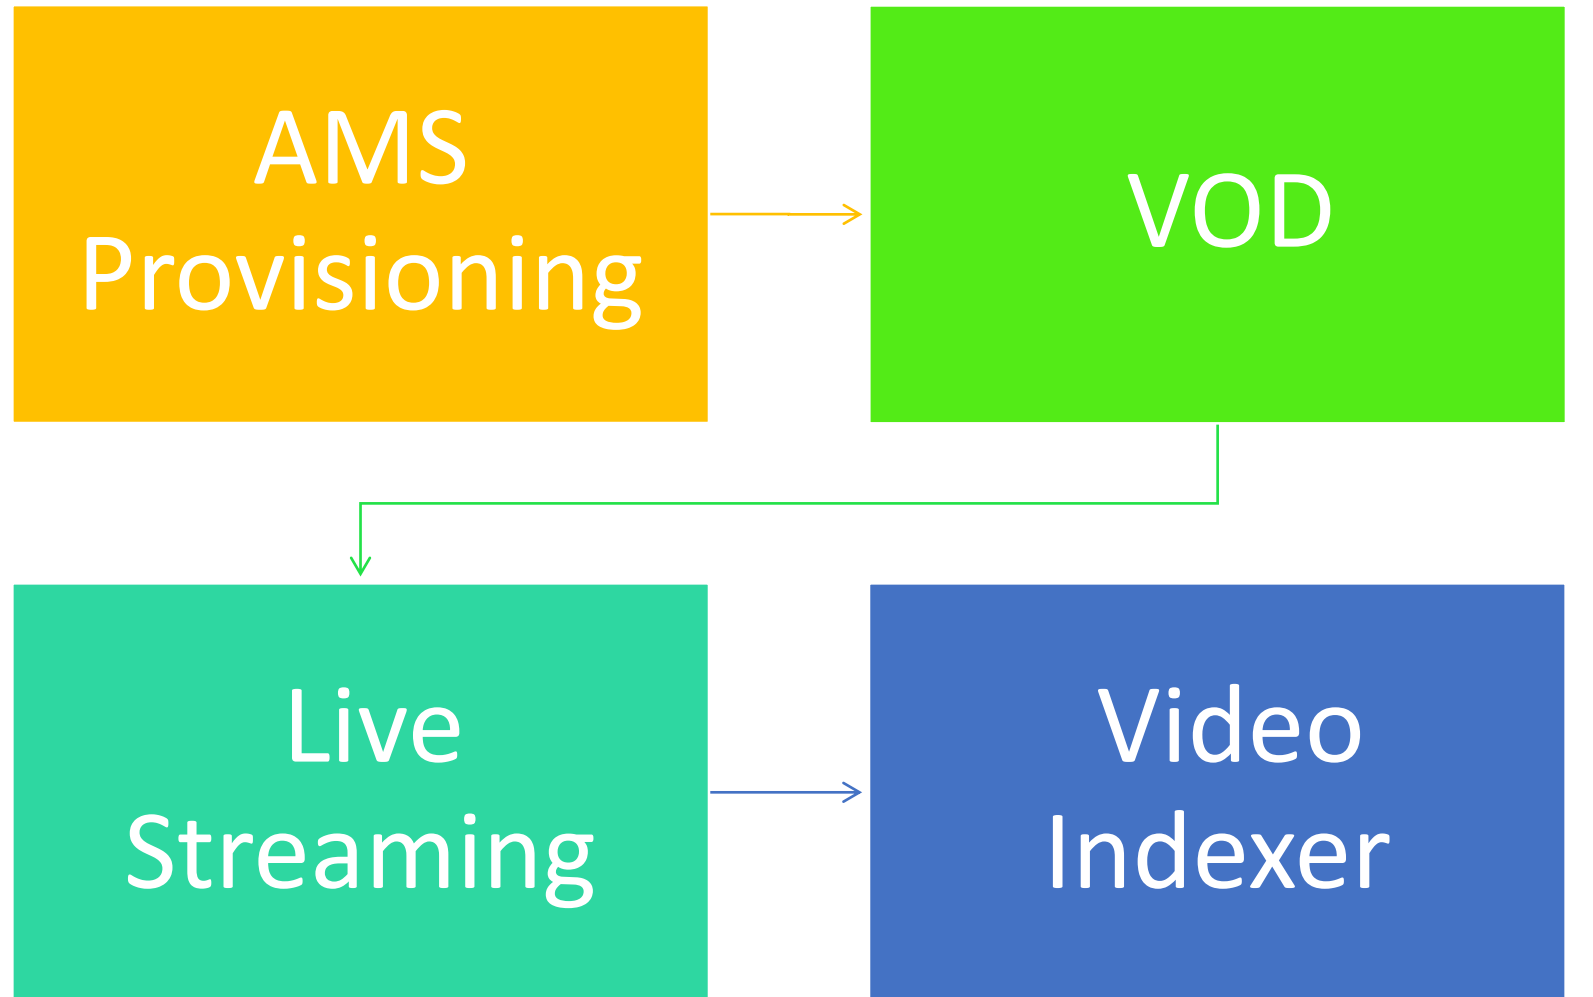 AMS
Provisioning
VOD
Live
Streaming
Video
Indexer